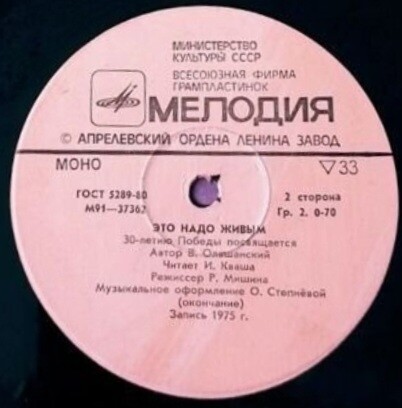 МИНИСТЕРСТВО
КУЛЬТУРЫ СССР
ВСЕСОЮЗНАЯ ФИРМА
ГРАМПЛАСТИНОК
МЕЛОДИЯ
© АПРЕЛЕВСКИЙ ОРДЕНА ЛЕНИНА ЗАВОД
МОНО ▽33
ГОСТ 5289-80 2 сторона
М91—37362 Гр. 2. 0-70
ЭТО НАДО ЖИВЫМ
30-летию Победы посвящается
Автор В. Ольшанский
Читает И. Кваша
Режиссер Р. Мишина
Музыкальное оформление О. Степнёвой
(окончание)
Запись 1975 г.